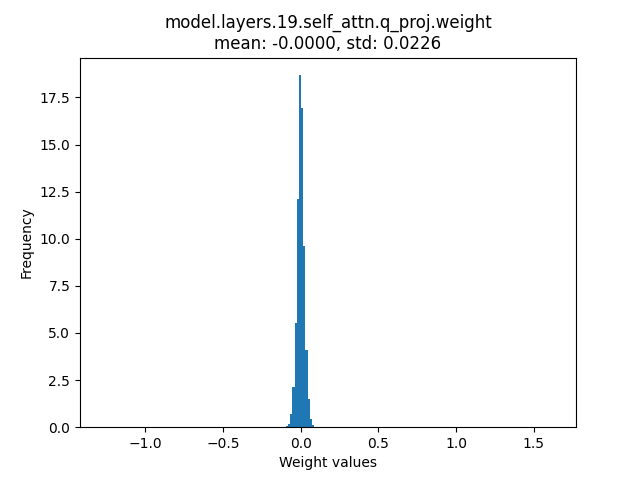 model.layers.19.self_attn.q_proj.weight
mean: -0.0000, std: 0.0226
17.5
15.0
12.5
10.0
7.5
5.0
2.5
0.0
Frequency
−1.0 −0.5 0.0 0.5 1.0 1.5
Weight values